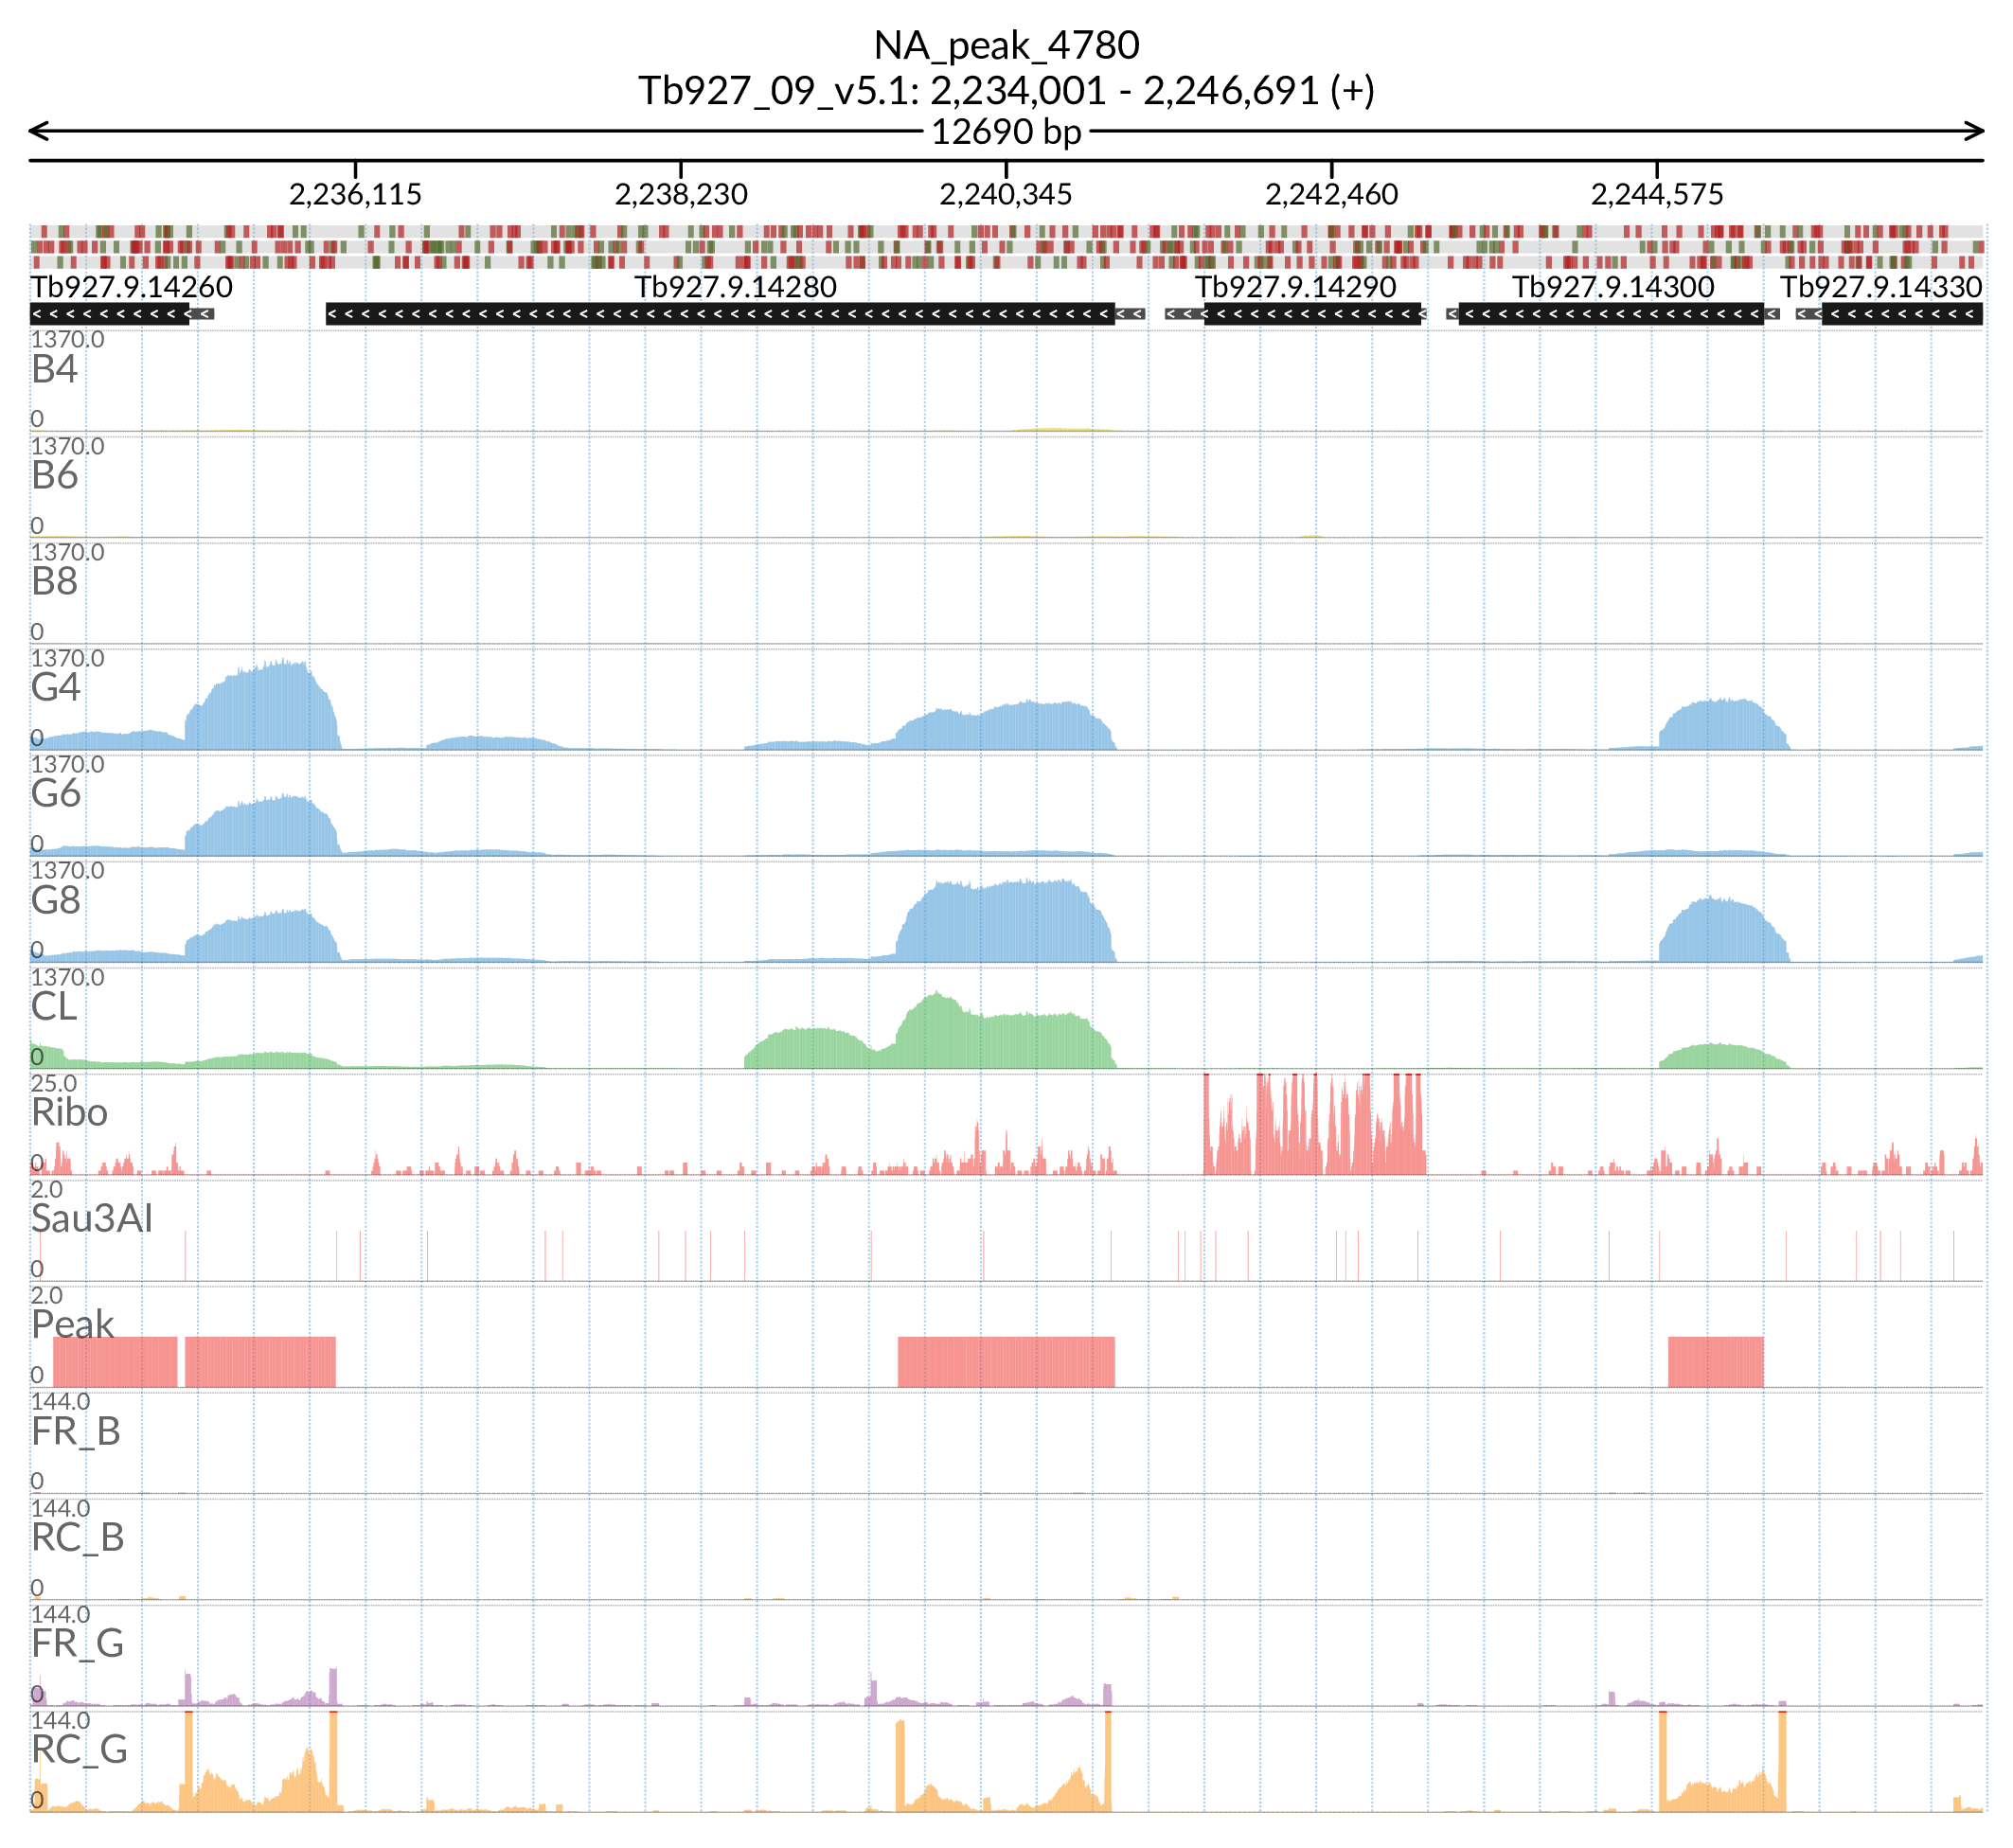 NA_peak_4780
Tb927_09_v5.1: 2,234,001 - 2,246,691 (+)
12690 bp
2,236,115 2,238,230 2,240,345 2,242,460 2,244,575
Tb927.9.14260 Tb927.9.14280 Tb927.9.14290 Tb927.9.14300 Tb927.9.14330
1370.0
B4
0
1370.0
B6
0
1370.0
B8
0
1370.0
G4
0
1370.0
G6
0
1370.0
G8
0
1370.0
CL
0
25.0
Ribo
0
2.0
Sau3AI
0
2.0
Peak
0
144.0
FR_B
0
144.0
RC_B
0
144.0
FR_G
0
144.0
RC_G
0